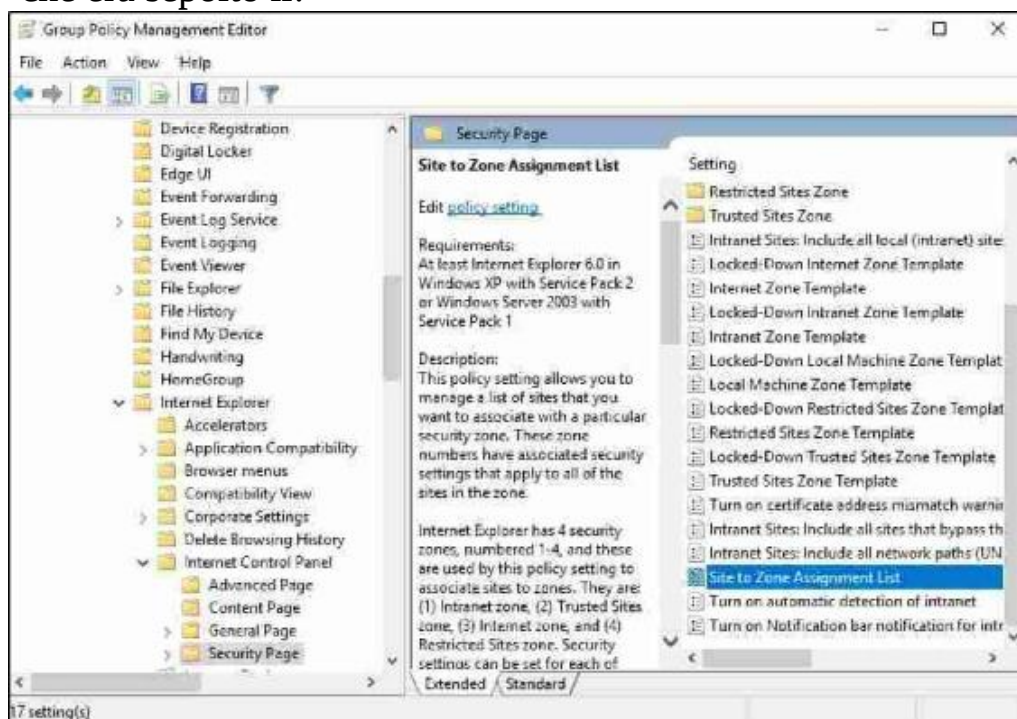 che era sepolto lì.
Group Policy Management Editor
File Action View Help
Device Registration
Digital Locker
Edge UI
Event Forwarding
Event Log Service
Event Logging
Event Viewer
File Explorer
File History
Find My Device
Handwriting
HomeGroup
Internet Explorer
Accelerators
Application Compatibility
Browser menus
Compatibility View
Corporate Settings
Delete Browsing History
Internet Control Panel
Advanced Page
Content Page
General Page
Security Page
Security Page
Site to Zone Assignment List
Edit policy setting
Requirements:
At least Internet Explorer 6.0 in
Windows XP with Service Pack 2
or Windows Server 2003 with
Service Pack 1
Description:
This policy setting allows you to
manage a list of sites that you
want to associate with a particular
security zone. These zone
numbers have associated security
settings that apply to all of the
sites in the zone.
Internet Explorer has 4 security
zones, numbered 1-4, and these
are used by this policy setting to
associate sites to zones. They are:
(1) Intranet zone, (2) Trusted Sites
zone, (3) Internet zone, and (4)
Restricted Sites zone. Security
settings can be set for each of
Setting
Restricted Sites Zone
Trusted Sites Zone
Intranet Sites: Include all local (intranet) site
Locked-Down Internet Zone Template
Internet Zone Template
Locked-Down Intranet Zone Template
Intranet Zone Template
Locked-Down Local Machine Zone Templat
Local Machine Zone Template
Locked-Down Restricted Sites Zone Templat
Restricted Sites Zone Template
Locked-Down Trusted Sites Zone Template
Trusted Sites Zone Template
Turn on certificate address mismatch warnin
Intranet Sites: Include all sites that bypass th
Intranet Sites: Include all network paths (UN
Site to Zone Assignment List
Turn on automatic detection of intranet
Turn on Notification bar notification for intr
Extended Standard
17 setting(s)